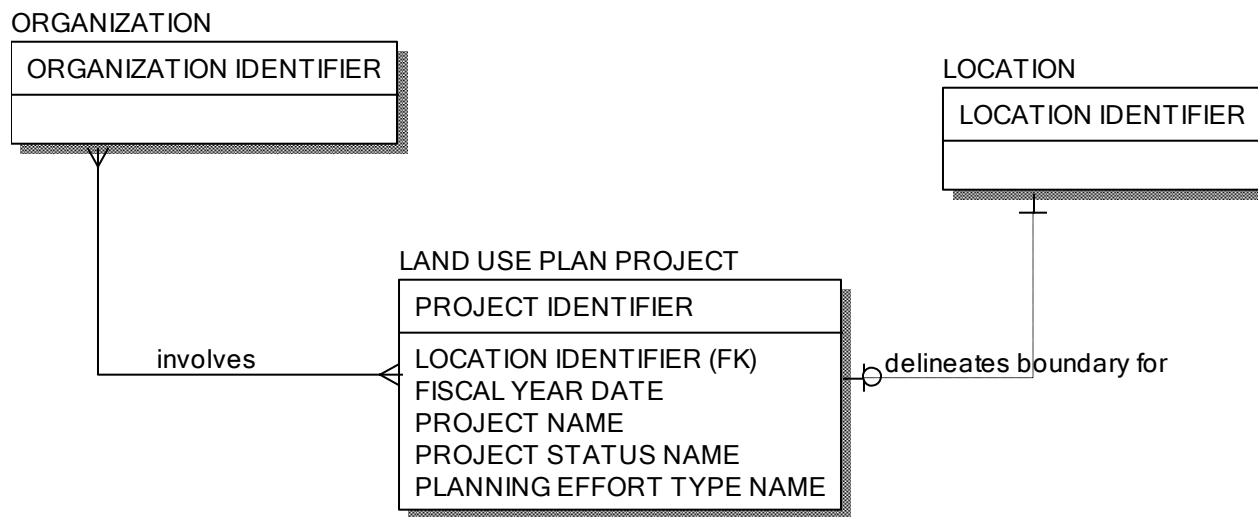 ORGANIZATION
ORGANIZATION IDENTIFIER
LOCATION
LOCATION IDENTIFIER
LAND USE PLAN PROJECT
PROJECT IDENTIFIER
LOCATION IDENTIFIER (FK)
FISCAL YEAR DATE
PROJECT NAME
PROJECT STATUS NAME
PLANNING EFFORT TYPE NAME
involves
delineates boundary for